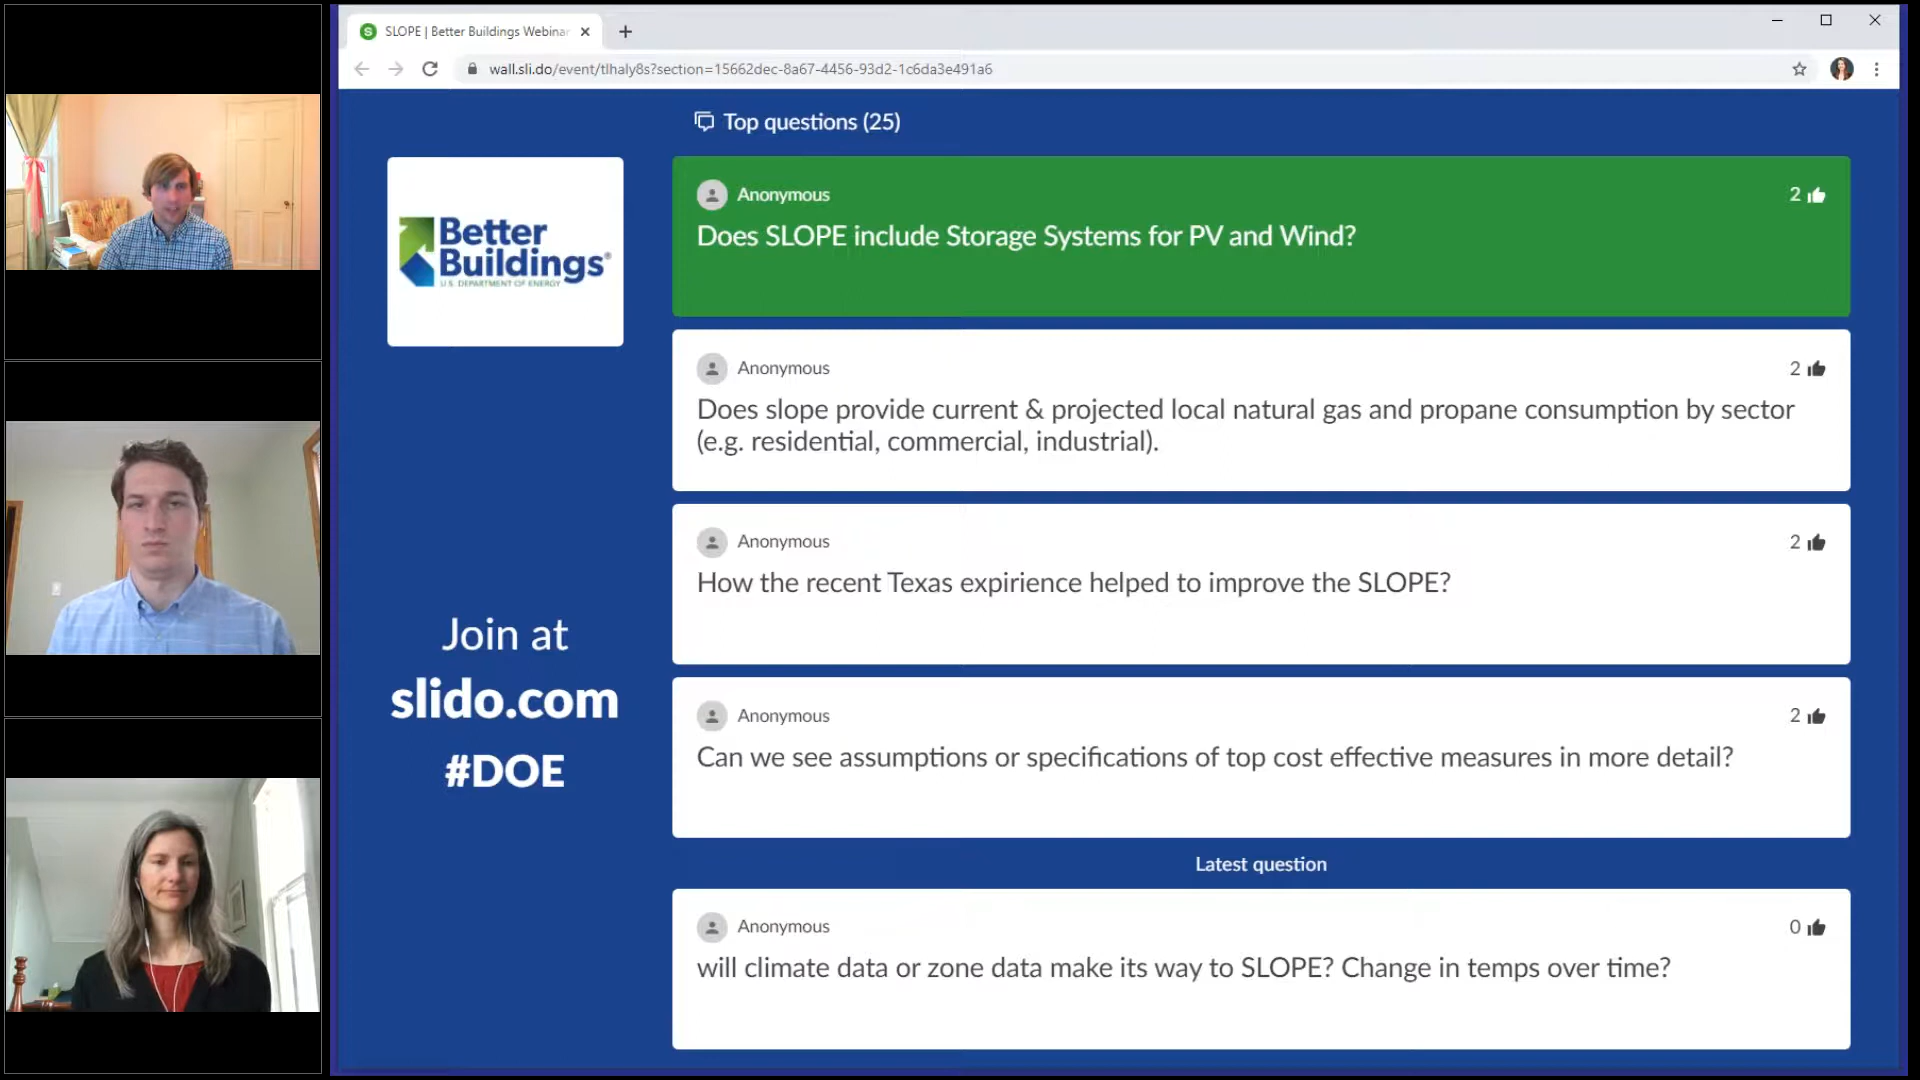 SLOPE | Better Buildings Webinar
wall.sli.do/event/tlhaly8s?section=15662dec-8a67-4456-93d2-1c6da3e491a6
Top questions (25)
Better
Buildings®
U.S. DEPARTMENT OF ENERGY
Join at
slido.com
#DOE
Anonymous
2
Does SLOPE include Storage Systems for PV and Wind?
Anonymous
2
Does slope provide current & projected local natural gas and propane consumption by sector
(e.g. residential, commercial, industrial).
Anonymous
2
How the recent Texas expirience helped to improve the SLOPE?
Anonymous
2
Can we see assumptions or specifications of top cost effective measures in more detail?
Latest question
Anonymous
0
will climate data or zone data make its way to SLOPE? Change in temps over time?